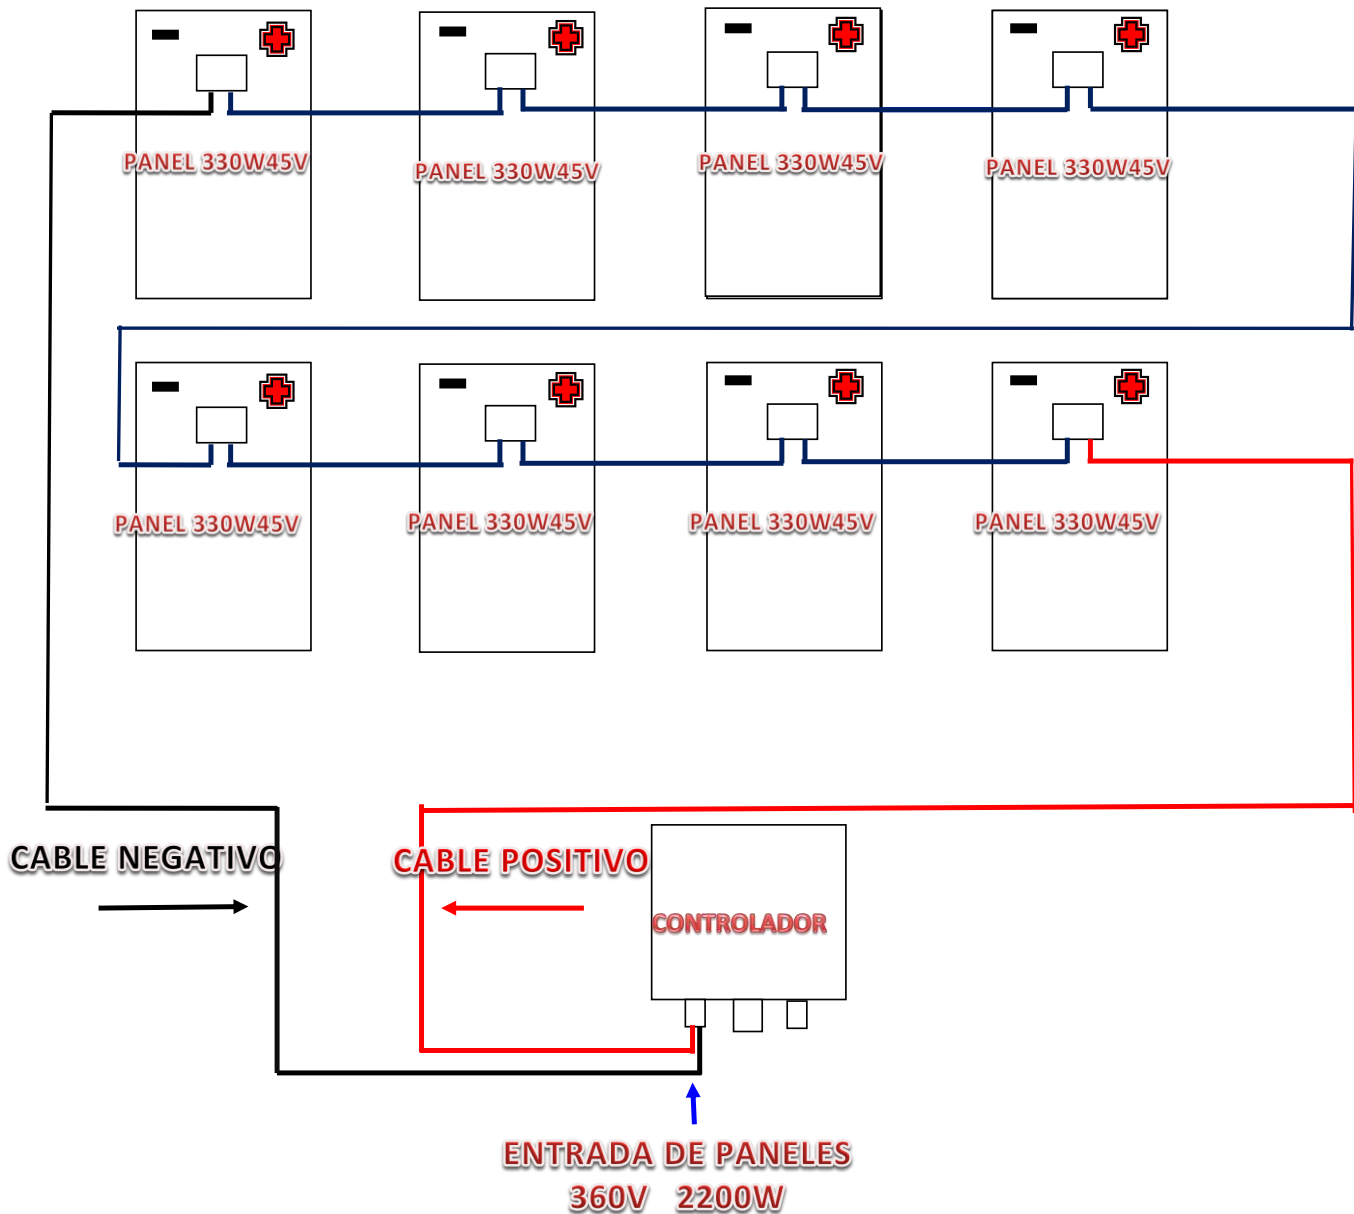 PANEL 330W45V
PANEL 330W45V
PANEL 330W45V
PANEL 330W45V
PANEL 330W45V
PANEL 330W45V
PANEL 330W45V
PANEL 330W45V
CABLE NEGATIVO
CABLE POSITIVO
CONTROLADOR
ENTRADA DE PANELES
360V 2200W